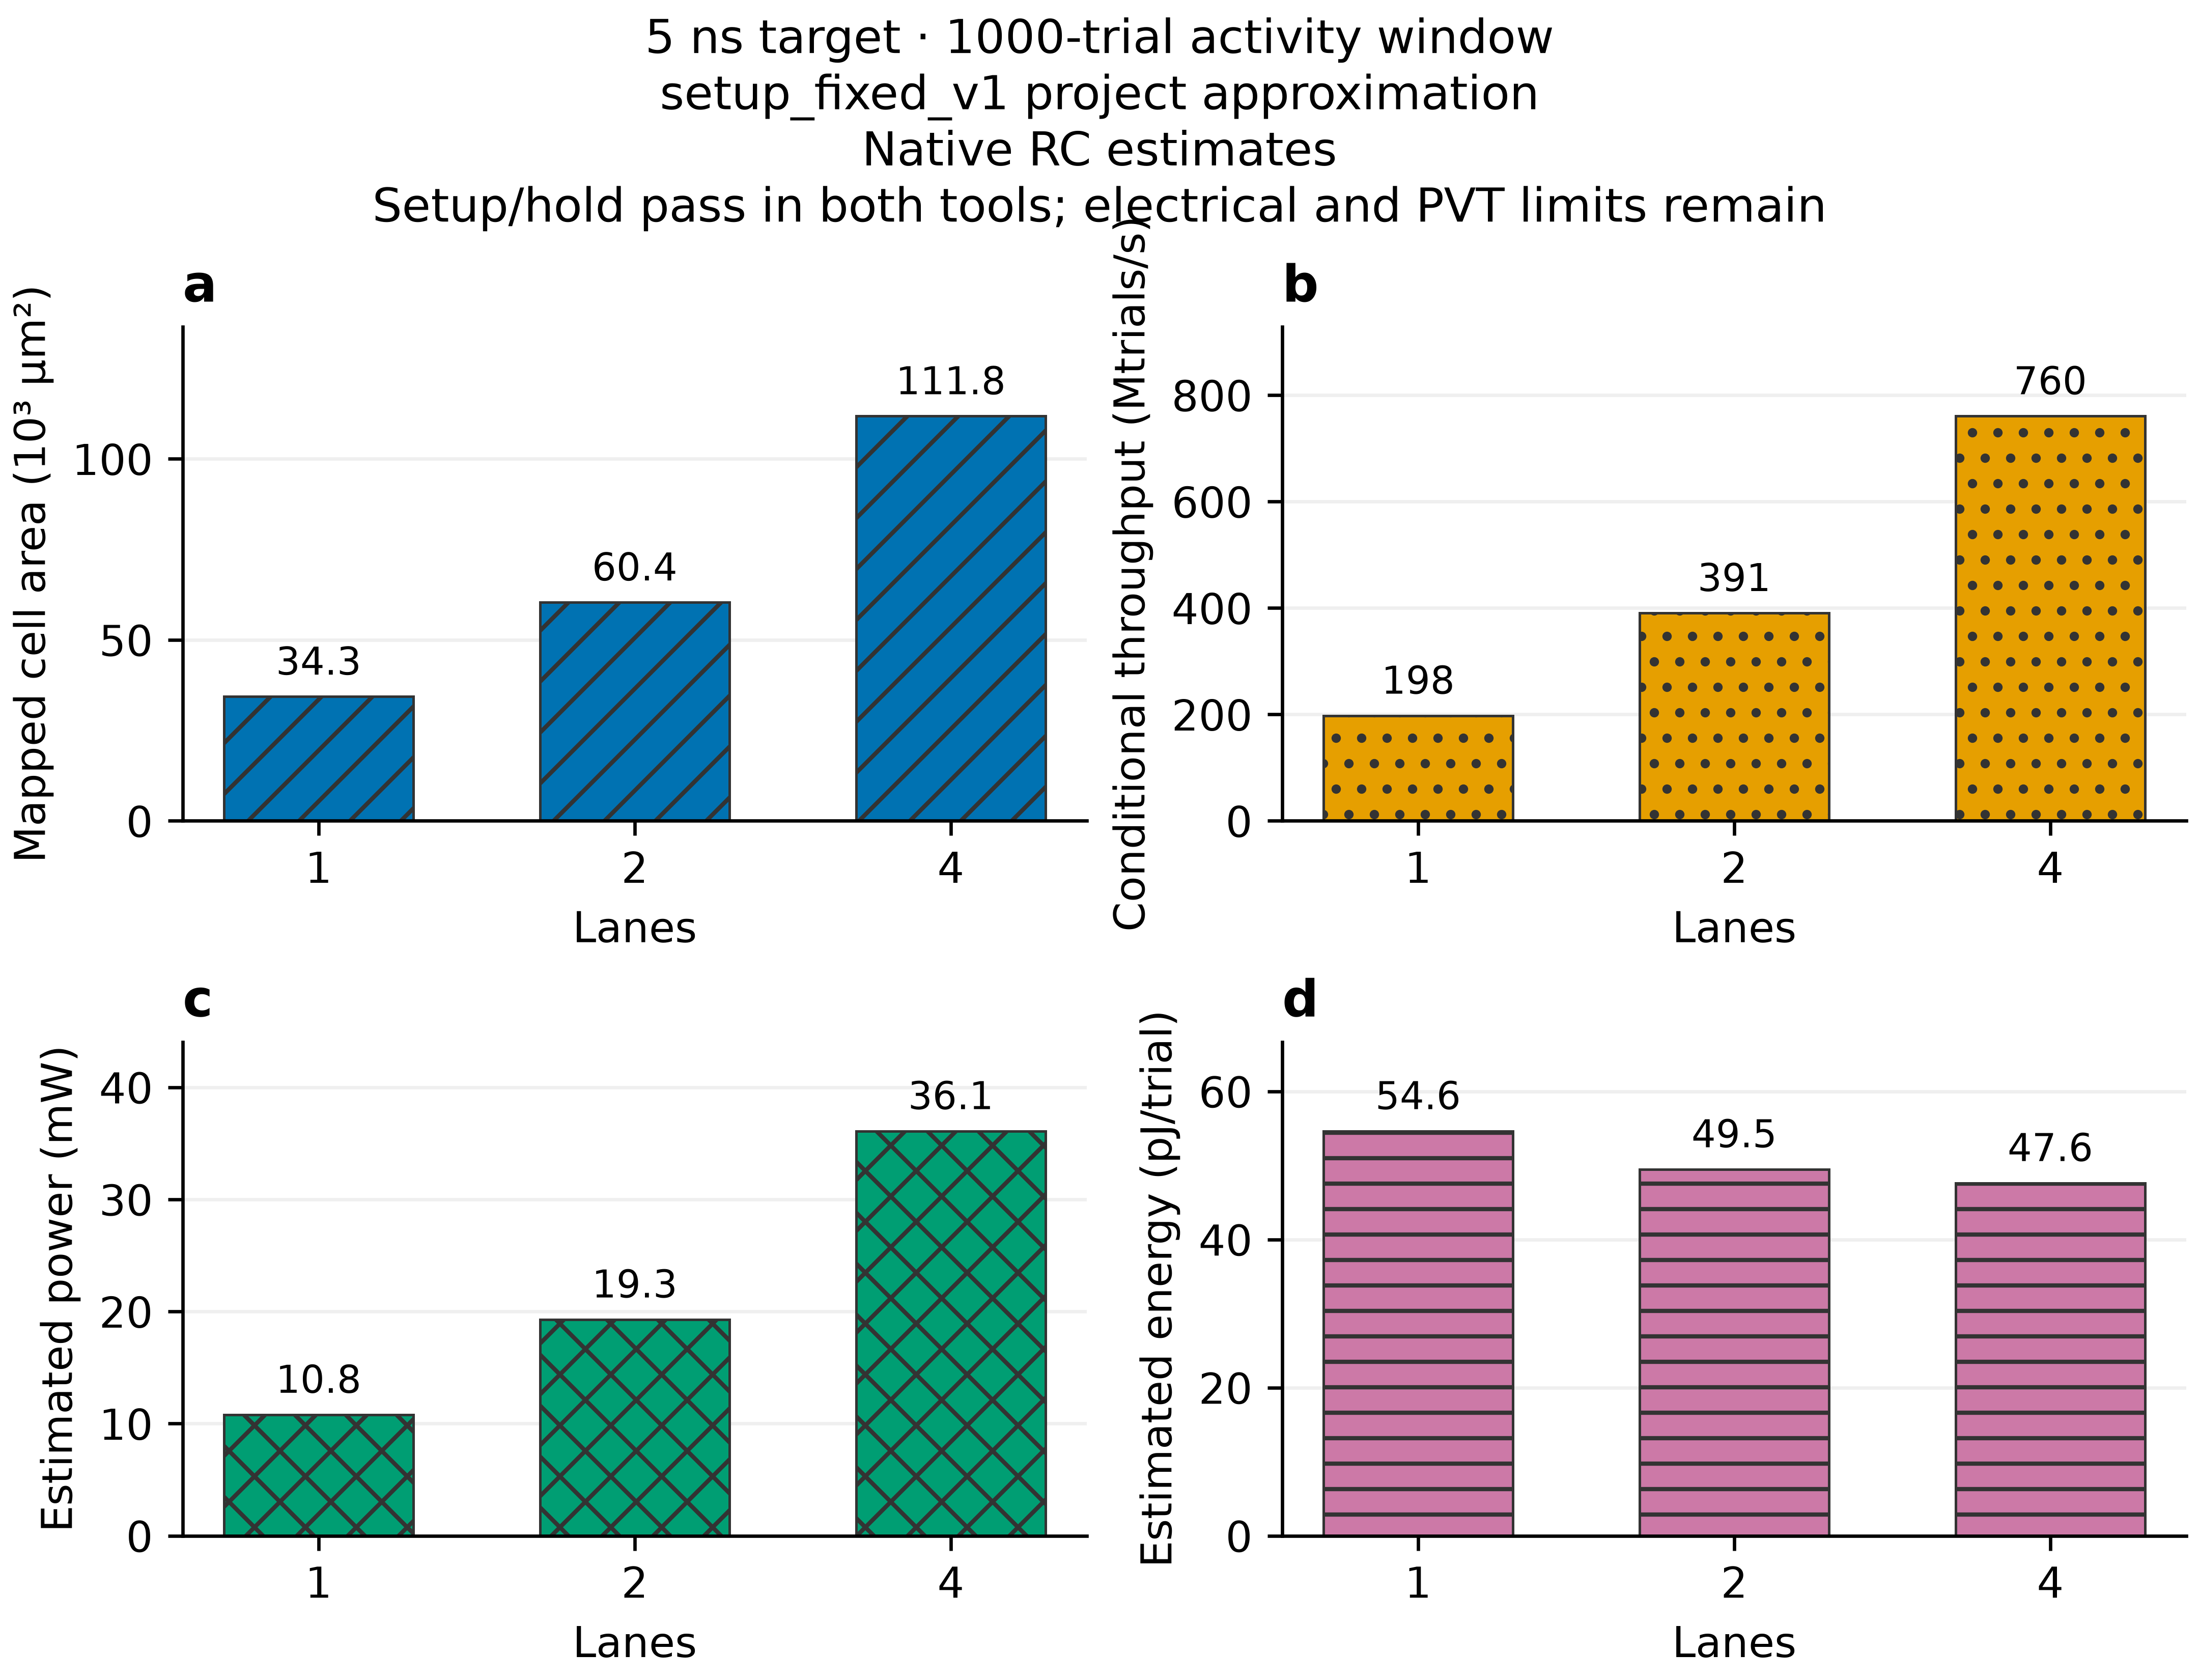 5 ns target · 1000-trial activity window
setup_fixed_v1 project approximation
Native RC estimates
Setup/hold pass in both tools; electrical and PVT limits remain
a
Mapped cell area (10³ µm²)
100
50
0
34.3
60.4
111.8
1
2
4
Lanes
b
Conditional throughput (Mtrials/s)
800
600
400
200
0
198
391
760
1
2
4
Lanes
c
Estimated power (mW)
40
30
20
10
0
10.8
19.3
36.1
1
2
4
Lanes
d
Estimated energy (pJ/trial)
60
40
20
0
54.6
49.5
47.6
1
2
4
Lanes